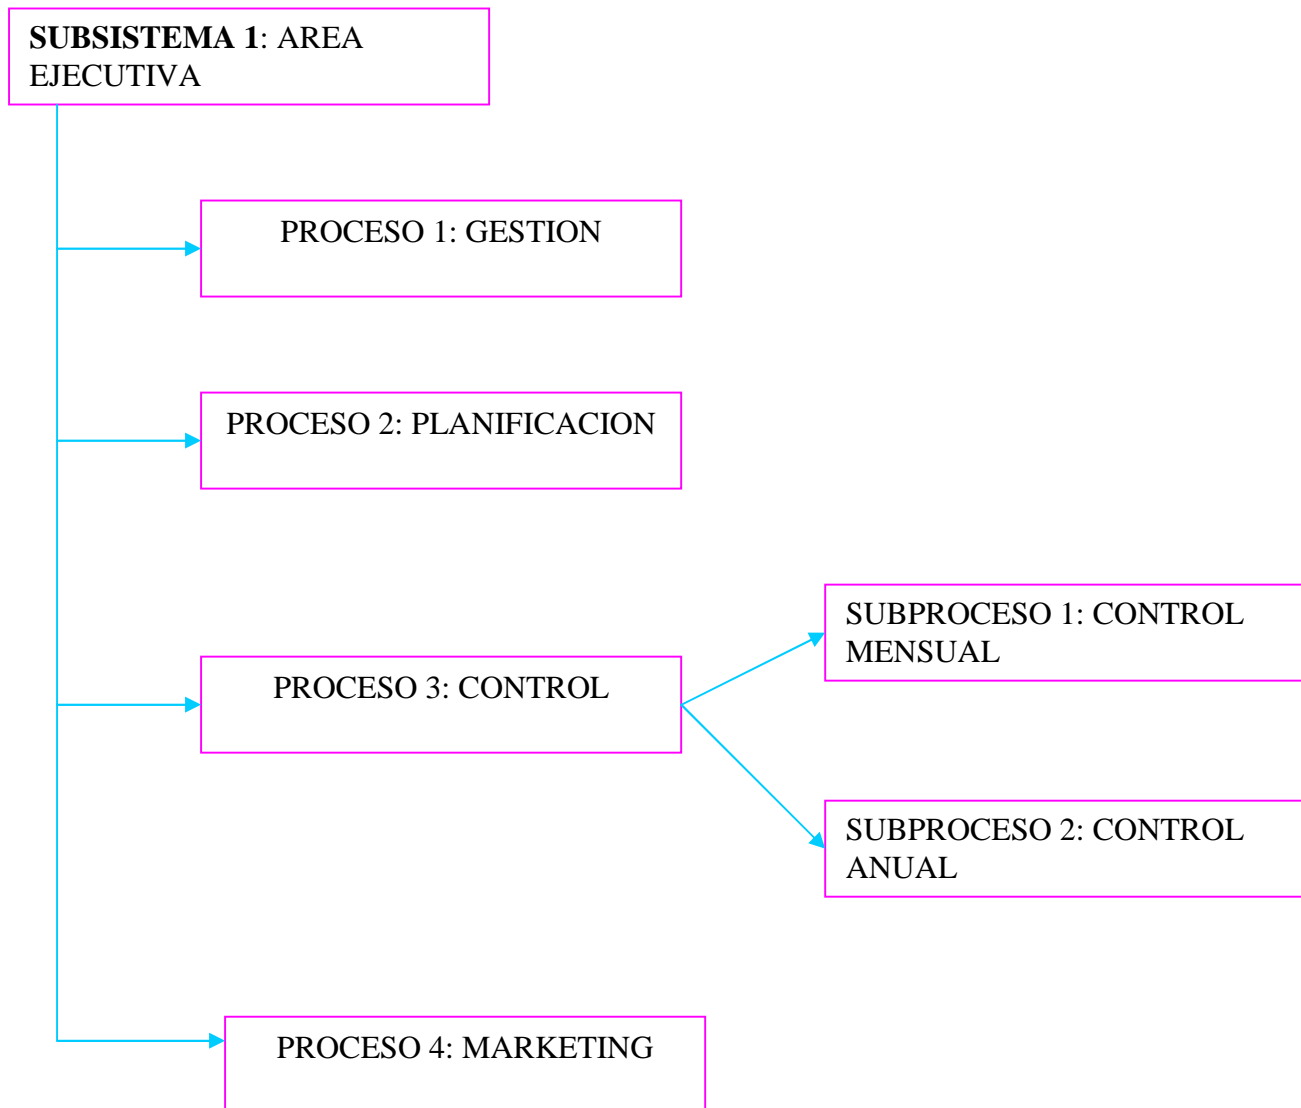 SUBSISTEMA 1: AREA
EJECUTIVA
PROCESO 1: GESTION
PROCESO 2: PLANIFICACION
SUBPROCESO 1: CONTROL
MENSUAL
PROCESO 3: CONTROL
SUBPROCESO 2: CONTROL
ANUAL
PROCESO 4: MARKETING